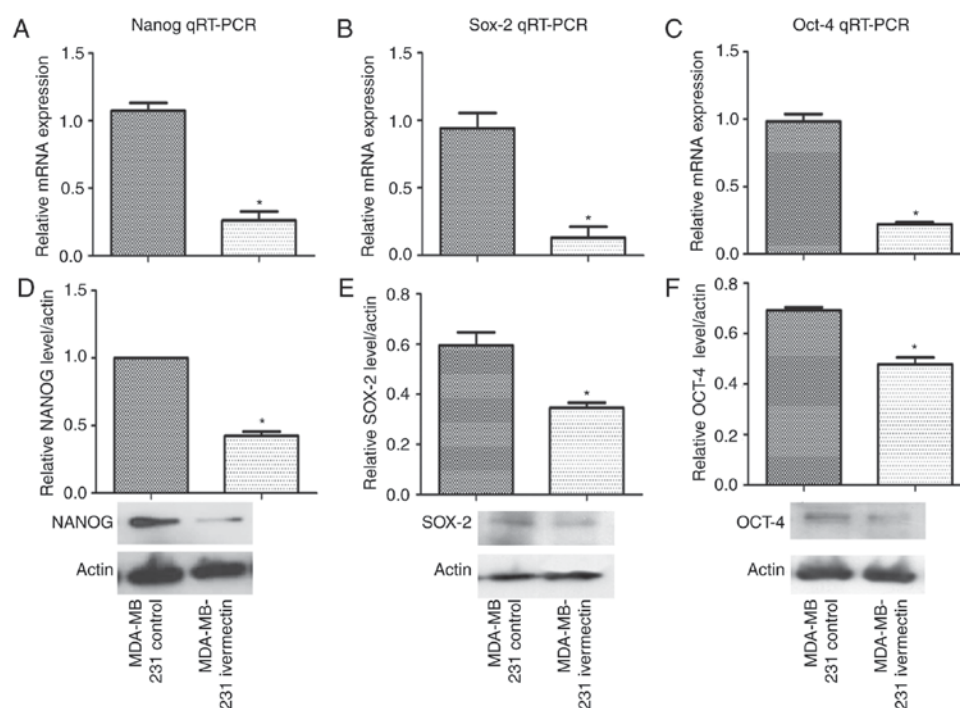 A
Nanog qRT-PCR
Relative mRNA expression
1.5
1.0
0.5
0.0
*
B
Sox-2 qRT-PCR
Relative mRNA expression
1.5
1.0
0.5
0.0
*
C
Oct-4 qRT-PCR
Relative mRNA expression
1.5
1.0
0.5
0.0
*
D
Relative NANOG level/actin
1.5
1.0
0.5
0.0
*
NANOG
Actin
MDA-MB
231 control
MDA-MB-
231 ivermectin
E
Relative SOX-2 level/actin
0.8
0.6
0.4
0.2
0.0
*
SOX-2
Actin
MDA-MB
231 control
MDA-MB-
231 ivermectin
F
Relative OCT-4 level/actin
0.8
0.6
0.4
0.2
0.0
*
OCT-4
Actin
MDA-MB
231 control
MDA-MB-
231 ivermectin